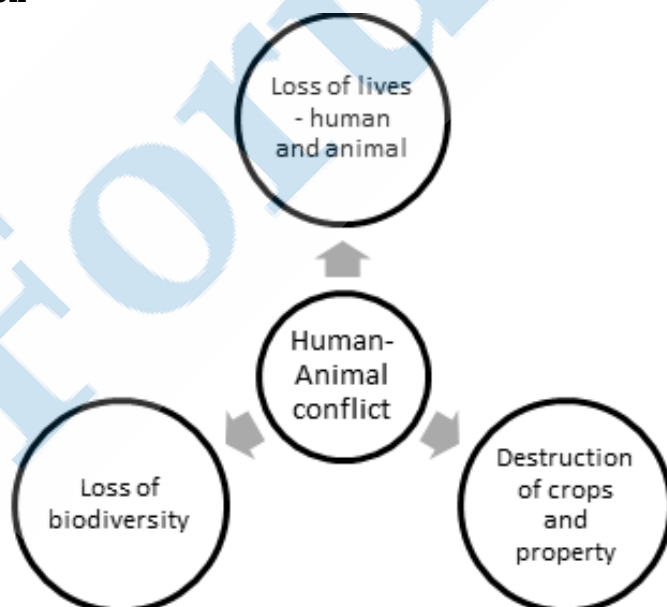 Loss of lives
- human
and animal
Human-
Animal
conflict
Loss of
biodiversity
Destruction
of crops
and
property